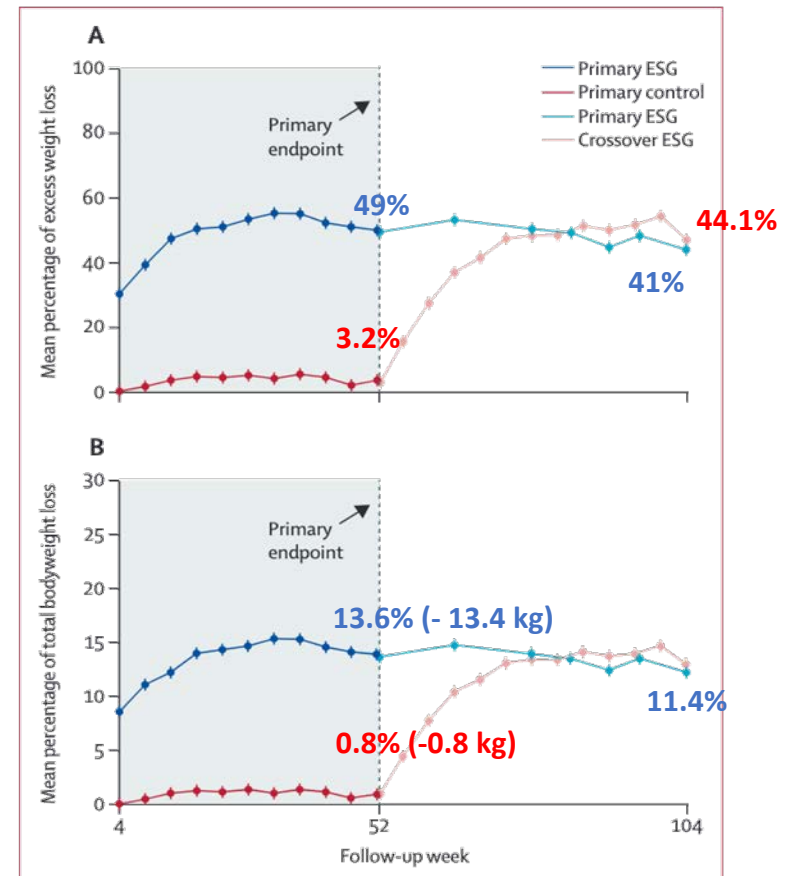 A
Mean percentage of excess weight loss
100
80
60
40
20
0
Primary
endpoint
Primary ESG
Primary control
Primary ESG
Crossover ESG
49%
44.1%
41%
3.2%
B
Mean percentage of total bodyweight loss
30
25
20
15
10
5
0
Primary
endpoint
13.6% (- 13.4 kg)
11.4%
0.8% (-0.8 kg)
4
52
104
Follow-up week